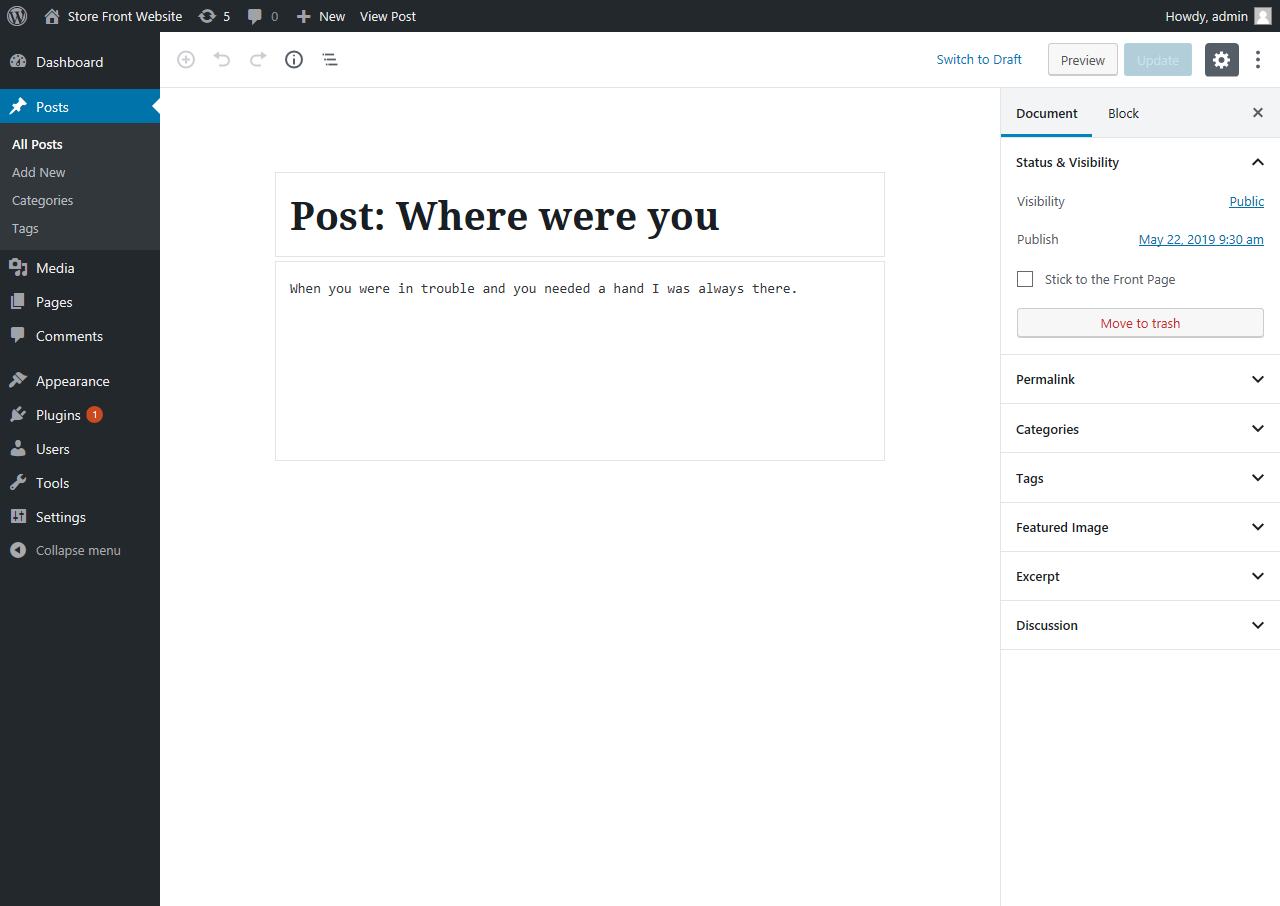 Store Front Website 5 0 New View Post Howdy, admin
Dashboard
Posts
All Posts
Add New
Categories
Tags
Media
Pages
Comments
Appearance
Plugins 1
Users
Tools
Settings
Collapse menu
Switch to Draft Preview Update
Post: Where were you
When you were in trouble and you needed a hand I was always there.
Document Block
Status & Visibility
Visibility Public
Publish May 22, 2019 9:30 am
Stick to the Front Page
Move to trash
Permalink
Categories
Tags
Featured Image
Excerpt
Discussion